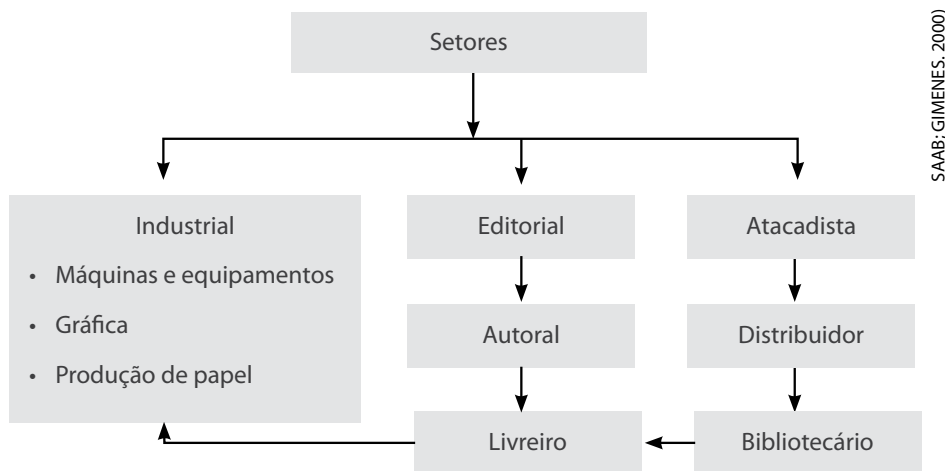 Setores
Industrial
• Máquinas e equipamentos
• Gráfica
• Produção de papel
Editorial
Autoral
Livreiro
Atacadista
Distribuidor
Bibliotecário
SAAB; GIMENES. 2000)